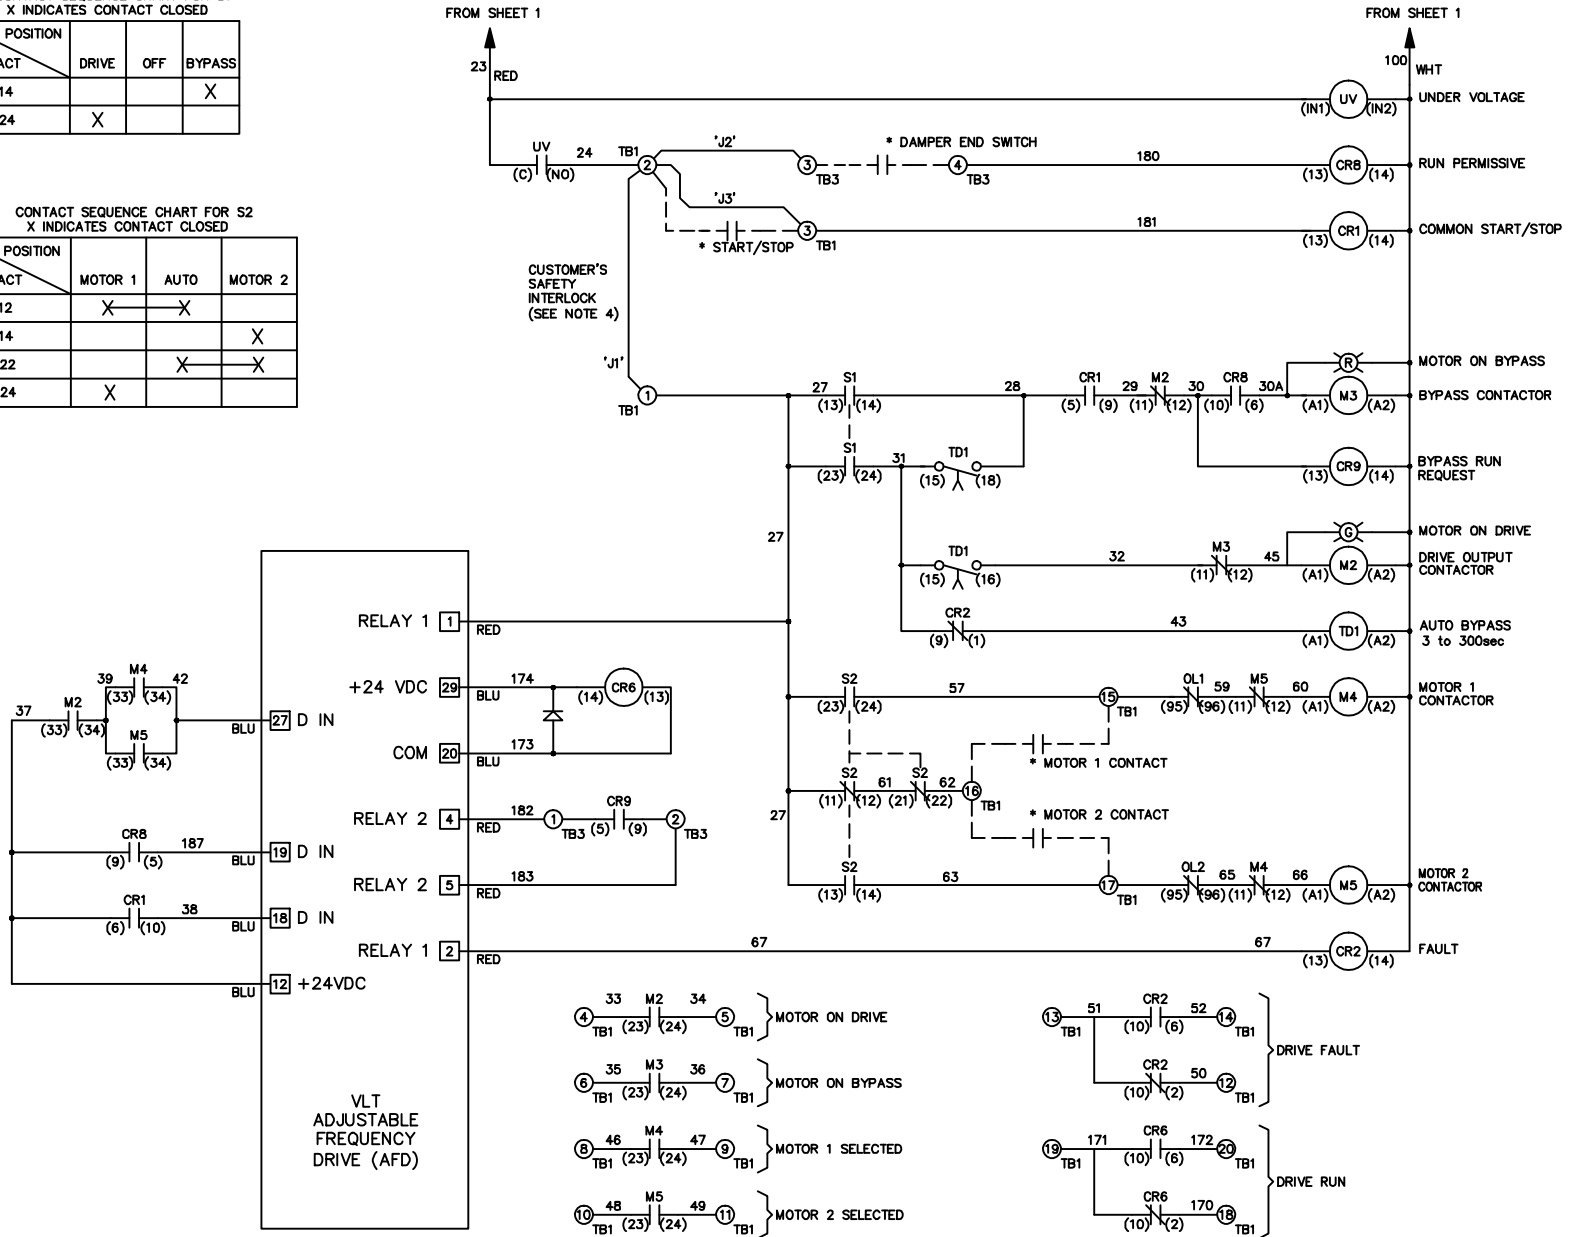 X INDICATES CONTACT CLOSED
POSITION
ACT
DRIVE OFF BYPASS
14 X
24 X
CONTACT SEQUENCE CHART FOR S2
X INDICATES CONTACT CLOSED
POSITION
ACT
MOTOR 1 AUTO MOTOR 2
12 X X
14 X
22 X X
24 X
FROM SHEET 1
FROM SHEET 1
23 RED
100 WHT
(IN1) UV (IN2) UNDER VOLTAGE
UV
(C) (NO)
24
TB1 2
'J2'
3 TB3
* DAMPER END SWITCH
4 TB3
180
(13) CR8 (14) RUN PERMISSIVE
'J3'
* START/STOP
3 TB1
181
(13) CR1 (14) COMMON START/STOP
CUSTOMER'S
SAFETY
INTERLOCK
(SEE NOTE 4)
'J1'
TB1 1
27 S1 28 CR1 29 M2 30 CR8 30A
(13) (14) (5) (9) (11) (12) (10) (6)
R MOTOR ON BYPASS
(A1) M3 (A2) BYPASS CONTACTOR
S1 31 TD1
(23) (24) (15) (18)
(13) CR9 (14) BYPASS RUN
REQUEST
27
G MOTOR ON DRIVE
TD1 32 M3 45
(15) (16) (11) (12)
(A1) M2 (A2) DRIVE OUTPUT
CONTACTOR
CR2 43
(9) (1)
(A1) TD1 (A2) AUTO BYPASS
3 to 300sec
S2 57 15 TB1 OL1 59 M5 60
(23) (24) (95) (96) (11) (12)
(A1) M4 (A2) MOTOR 1
CONTACTOR
* MOTOR 1 CONTACT
S2 61 S2 62 16 TB1
(11) (12) (21) (22)
27
* MOTOR 2 CONTACT
S2 63 17 TB1 OL2 65 M4 66
(13) (14) (95) (96) (11) (12)
(A1) M5 (A2) MOTOR 2
CONTACTOR
67 67
(13) CR2 (14) FAULT
RELAY 1 1 RED
+24 VDC 29 BLU 174 (14) CR6 (13)
COM 20 BLU 173
RELAY 2 4 RED 182 1 TB3 CR9 (5) (9) 2 TB3
RELAY 2 5 RED 183
RELAY 1 2 RED
37 M2 (33) (34)
39 M4 42
(33) (34)
M5
(33) (34)
BLU 27 D IN
CR8 187
(9) (5) BLU 19 D IN
CR1 38
(6) (10) BLU 18 D IN
BLU 12 +24VDC
VLT
ADJUSTABLE
FREQUENCY
DRIVE (AFD)
4 TB1 33 M2 34 (23) (24) 5 TB1 MOTOR ON DRIVE
6 TB1 35 M3 36 (23) (24) 7 TB1 MOTOR ON BYPASS
8 TB1 46 M4 47 (23) (24) 9 TB1 MOTOR 1 SELECTED
10 TB1 48 M5 49 (23) (24) 11 TB1 MOTOR 2 SELECTED
13 TB1 51 CR2 52 (10) (6) 14 TB1
CR2 50 (10) (2) 12 TB1
DRIVE FAULT
19 TB1 171 CR6 172 (10) (6) 20 TB1
CR6 170 (10) (2) 18 TB1
DRIVE RUN